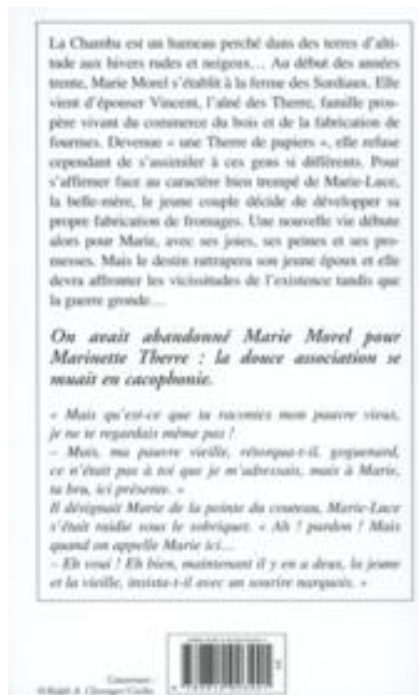 La Chamba est un hameau perché dans des terres d'alti-
tude aux hivers rudes et neigeux… Au début des années
trente, Marie Morel s'établit à la ferme des Sordiaux. Elle
vient d'épouser Vincent, l'aîné des Therre, famille pros-
père vivant du commerce du bois et de la fabrication de
fourmes. Devenue « une Therre de papiers », elle refuse
cependant de s'assimiler à ces gens si différents. Pour
s'affirmer face au caractère bien trempé de Marie-Luce,
la belle-mère, le jeune couple décide de développer sa
propre fabrication de fromages. Une nouvelle vie débute
alors pour Marie, avec ses joies, ses peines et ses pro-
messes. Mais le destin rattrapera son jeune époux et elle
devra affronter les vicissitudes de l'existence tandis que
la guerre gronde…
On avait abandonné Marie Morel pour
Marinette Therre : la douce association se
muait en cacophonie.
« Mais qu'est-ce que tu racontes mon pauvre vieux,
je ne te regardais même pas !
– Mais, ma pauvre vieille, rétorqua-t-il, goguenard,
ce n'était pas à toi que je m'adressais, mais à Marie,
ta bru, ici présente. »
Il désignait Marie de la pointe du couteau, Marie-Luce
s'était raidie sous le sobriquet. « Ah ! pardon ! Mais
quand on appelle Marie ici…
– Eh voui ! Eh bien, maintenant il y en a deux, la jeune
et la vieille, insista-t-il avec un sourire narquois. »
Couverture :